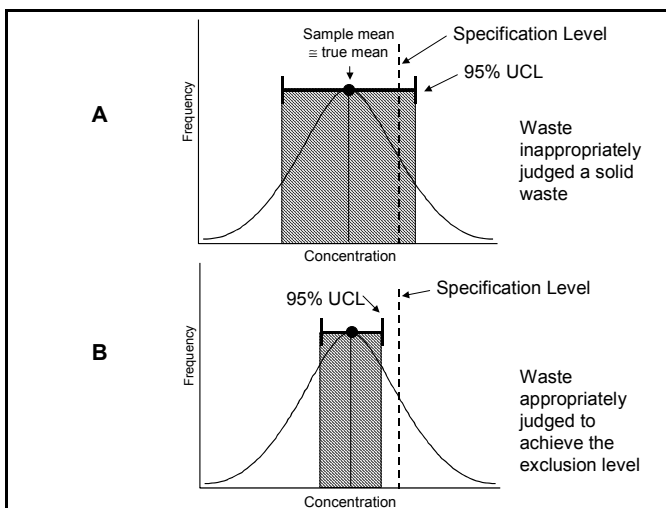 Sample mean
≅ true mean
Specification Level
95% UCL
A
Frequency
Waste
inappropriately
judged a solid
waste
Concentration
Specification Level
95% UCL
B
Frequency
Waste
appropriately
judged to
achieve the
exclusion level
Concentration